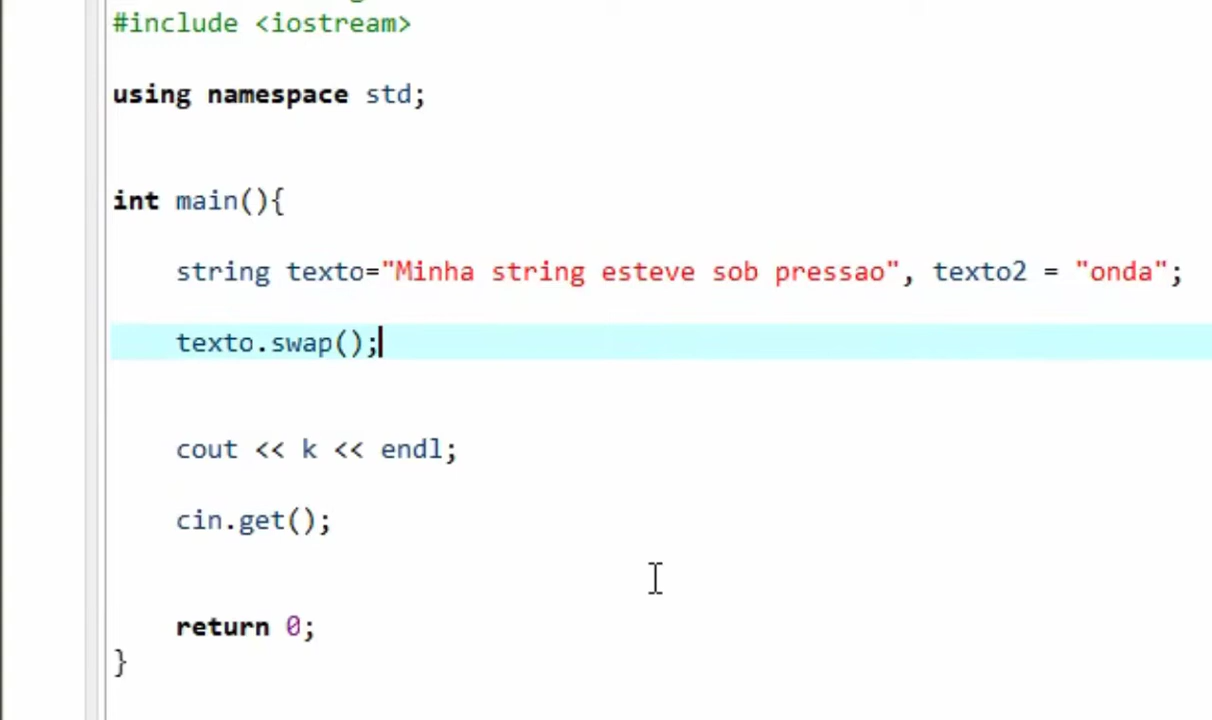 #include <iostream>
using namespace std;
int main(){
string texto="Minha string esteve sob pressao", texto2 = "onda";
texto.swap();
cout << k << endl;
cin.get();
return 0;
}